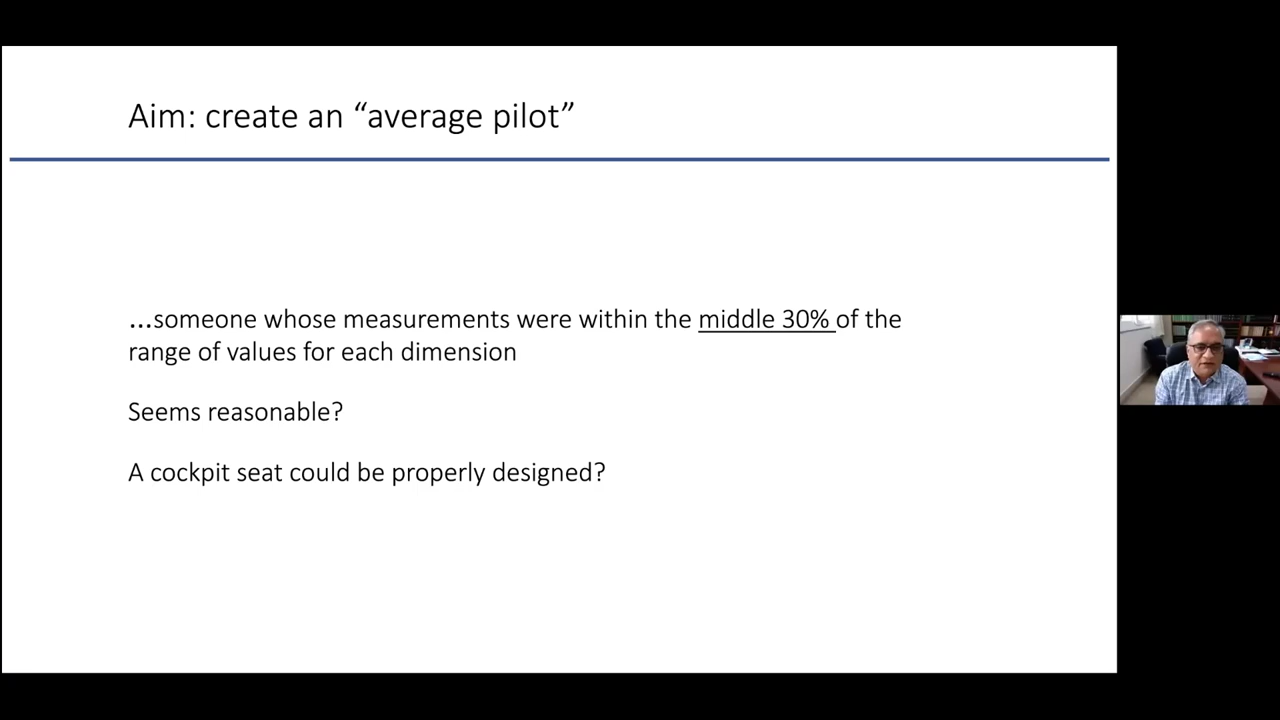 Aim: create an “average pilot”
...someone whose measurements were within the middle 30% of the
range of values for each dimension
Seems reasonable?
A cockpit seat could be properly designed?